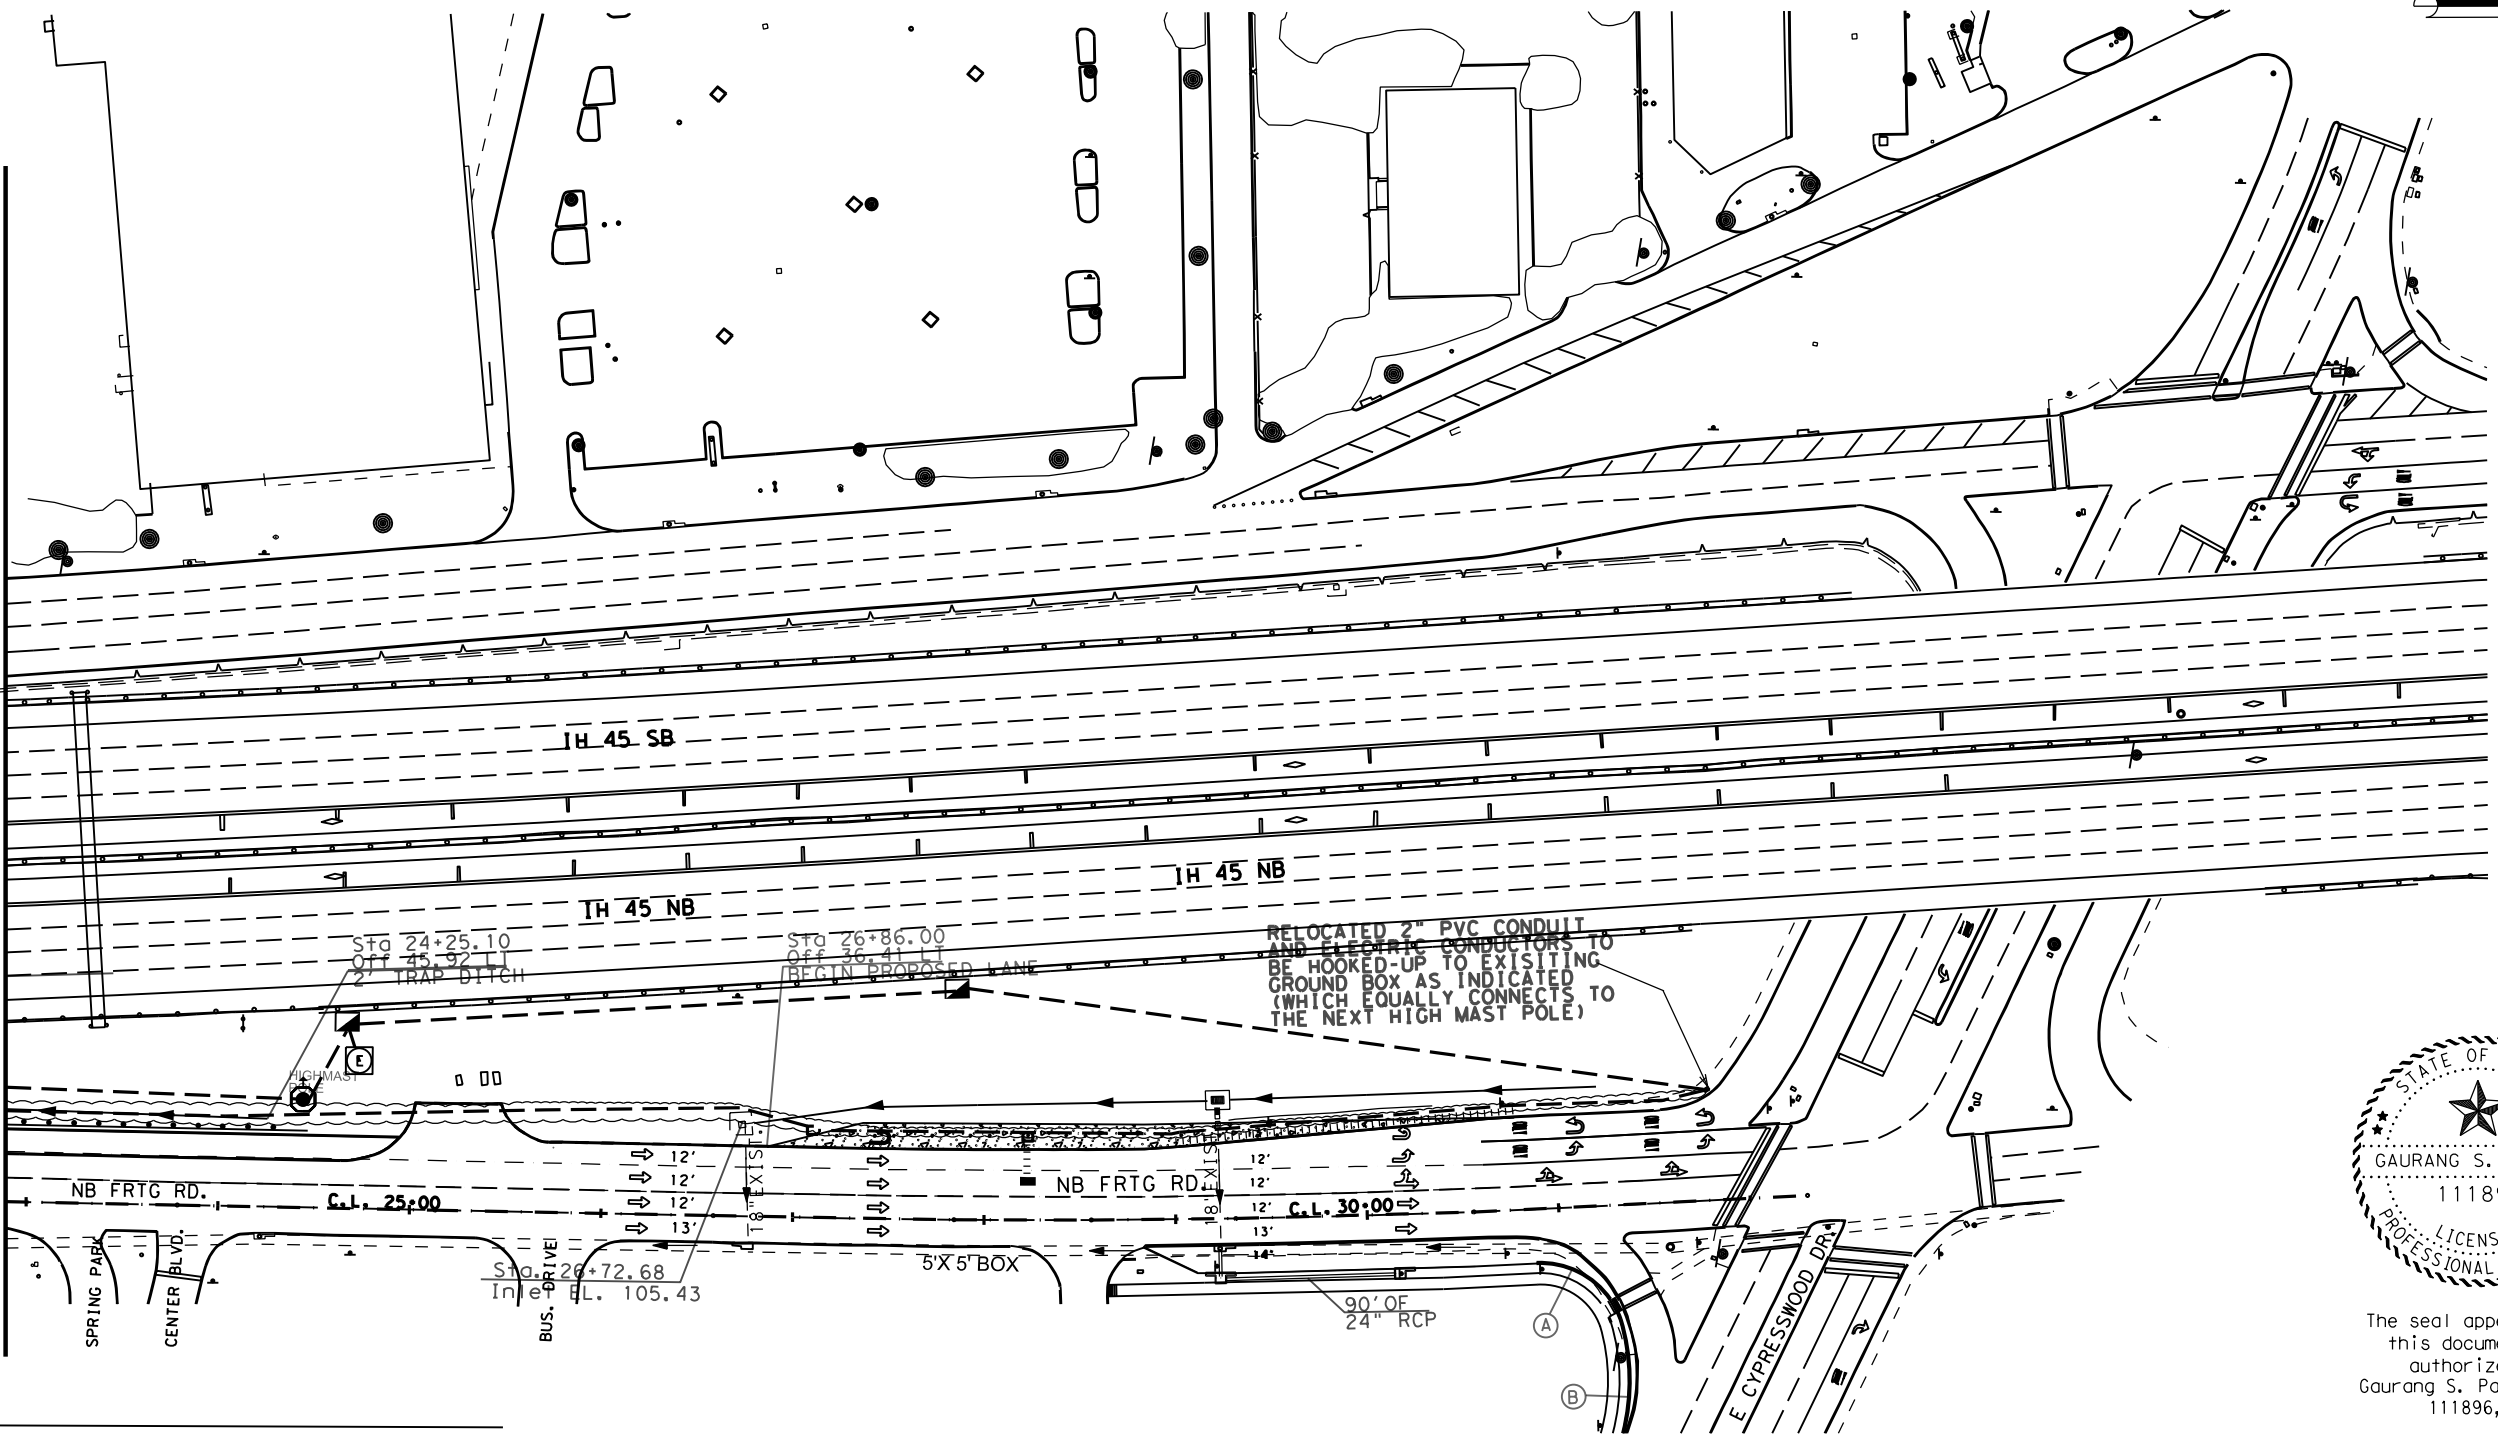 IH 45 SB
IH 45 NB
IH 45 NB
Sta 24+25.10
Off 45.92 LT
2' TRAP DITCH
Sta 26+86.00
Off 36.41 LT
BEGIN PROPOSED LANE
RELOCATED 2" PVC CONDUIT
AND ELECTRIC CONDUCTORS TO
BE HOOKED-UP TO EXISITING
GROUND BOX AS INDICATED
(WHICH EQUALLY CONNECTS TO
THE NEXT HIGH MAST POLE)
E
HIGHMAST
POLE
12'
12'
12'
13'
18" EXIST.
12'
12'
12'
13'
14'
18" EXIST.
NB FRTG RD.
C.L. 25+00
NB FRTG RD.
C.L. 30+00
SPRING PARK
CENTER BLVD.
BUS. DRIVE
Sta. 26+72.68
Inlet EL. 105.43
5'X 5' BOX
90' OF
24" RCP
A
B
E CYPRESSWOOD DR.
STATE OF
GAURANG S.
11189
LICENS
PROFESSIONAL
The seal appe
this docume
authoriz
Gaurang S. Pa
111896,